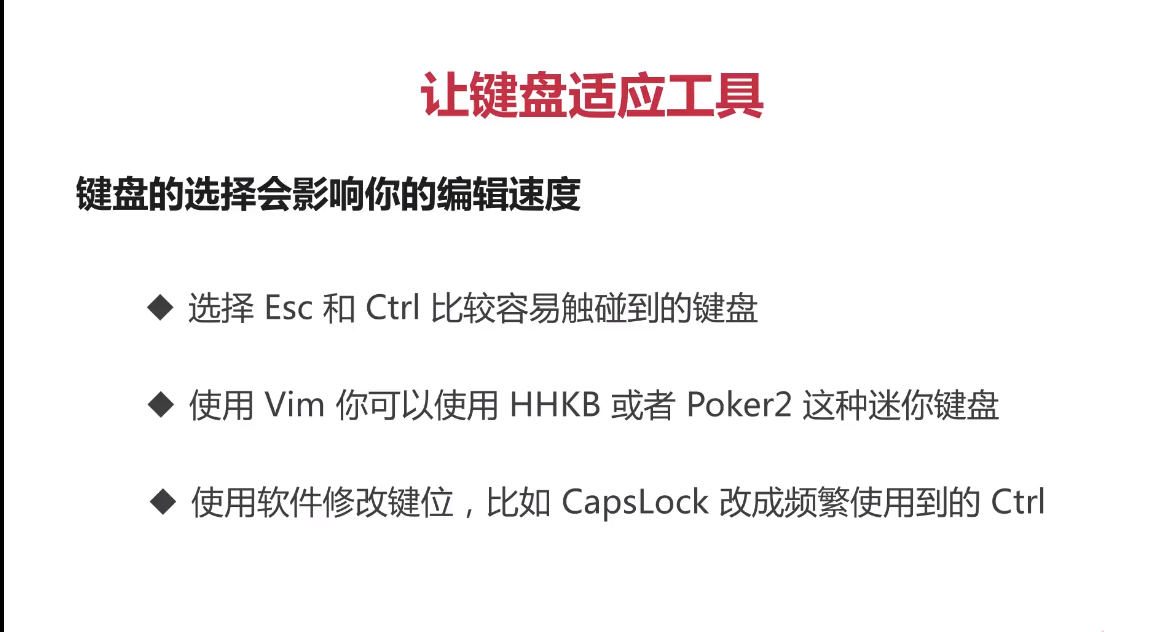 让键盘适应工具
键盘的选择会影响你的编辑速度
◆ 选择 Esc 和 Ctrl 比较容易触碰到的键盘
◆ 使用 Vim 你可以使用 HHKB 或者 Poker2 这种迷你键盘
◆ 使用软件修改键位，比如 CapsLock 改成频繁使用到的 Ctrl